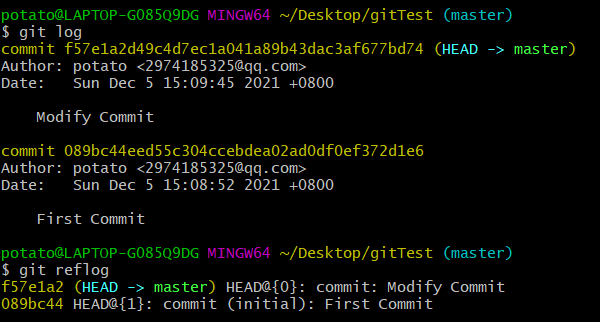 potato@LAPTOP-G085Q9DG MINGW64 ~/Desktop/gitTest (master)
$ git log
commit f57e1a2d49c4d7ec1a041a89b43dac3af677bd74 (HEAD -> master)
Author: potato <2974185325@qq.com>
Date:   Sun Dec 5 15:09:45 2021 +0800
    Modify Commit
commit 089bc44eed55c304ccebdea02ad0df0ef372d1e6
Author: potato <2974185325@qq.com>
Date:   Sun Dec 5 15:08:52 2021 +0800
    First Commit
potato@LAPTOP-G085Q9DG MINGW64 ~/Desktop/gitTest (master)
$ git reflog
f57e1a2 (HEAD -> master) HEAD@{0}: commit: Modify Commit
089bc44 HEAD@{1}: commit (initial): First Commit